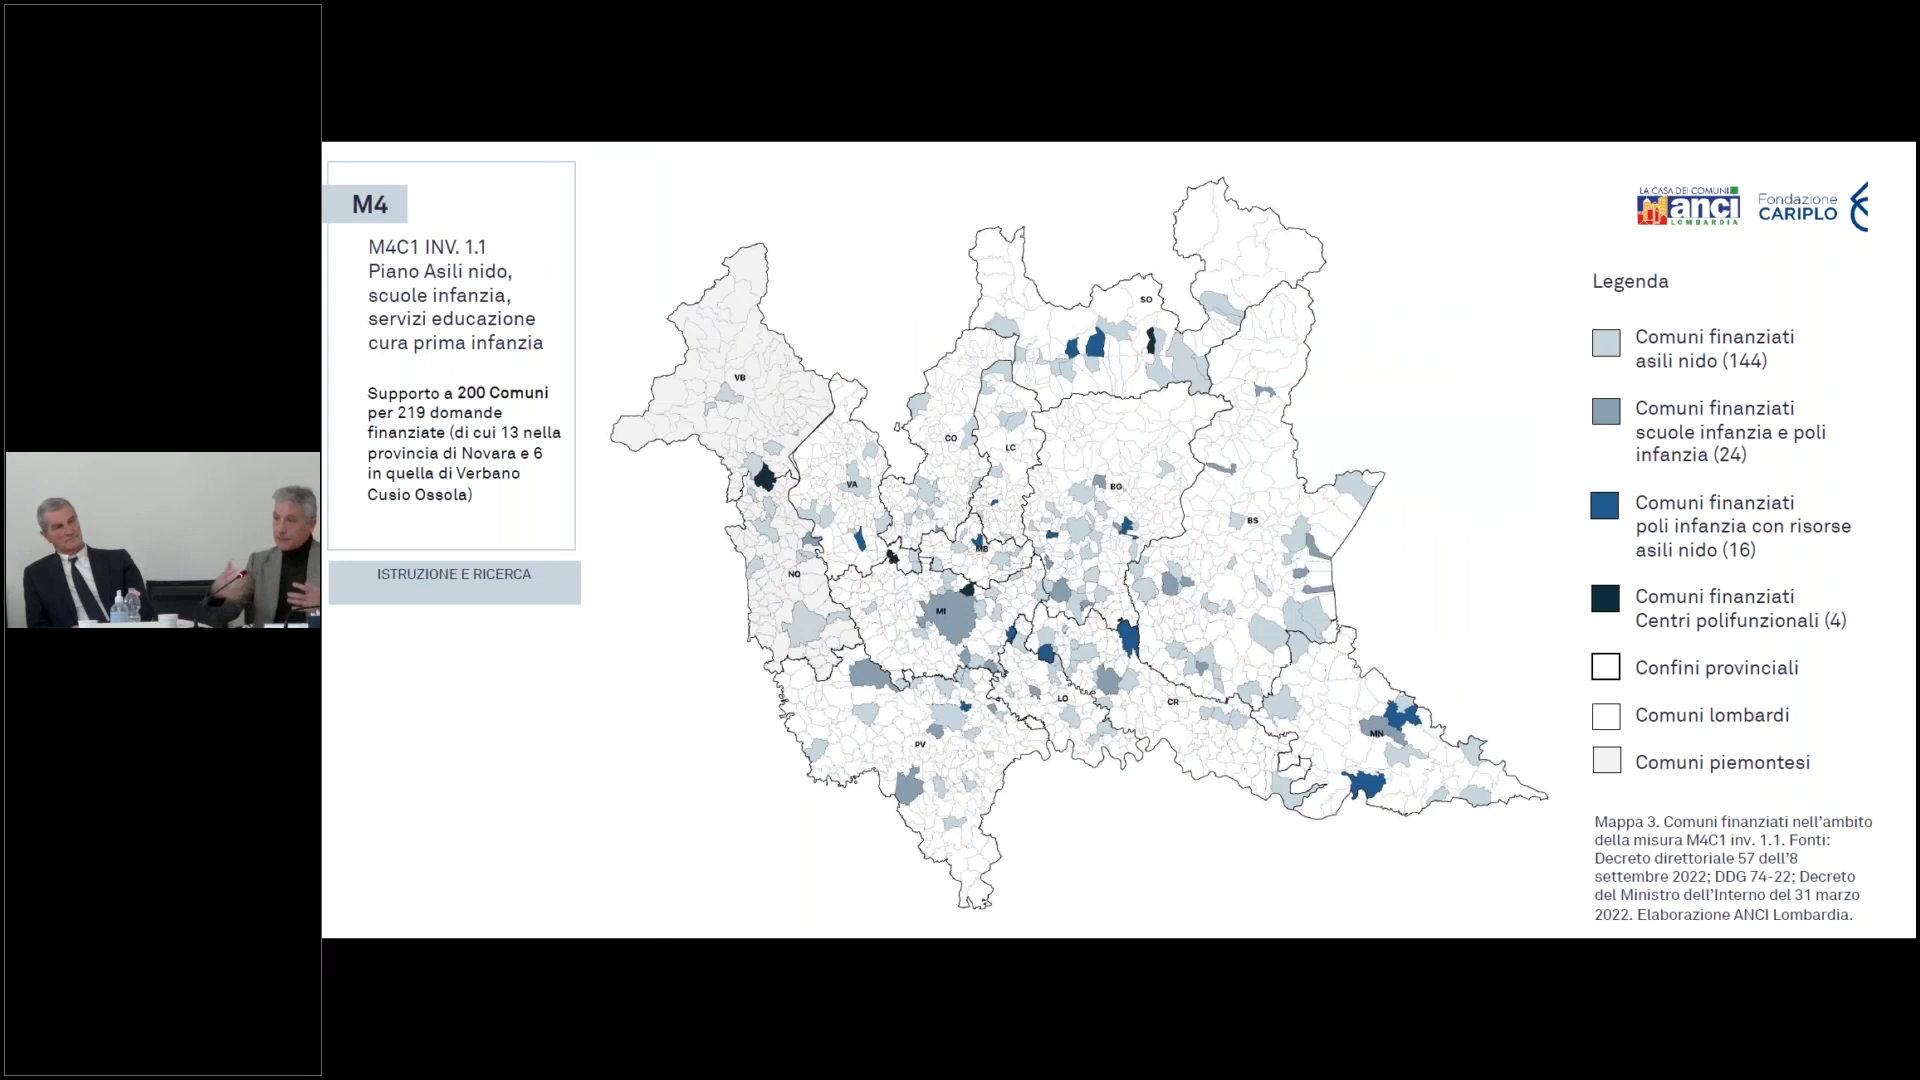 M4
M4C1 INV. 1.1
Piano Asili nido,
scuole infanzia,
servizi educazione
cura prima infanzia
Supporto a 200 Comuni
per 219 domande
finanziate (di cui 13 nella
provincia di Novara e 6
in quella di Verbano
Cusio Ossola)
ISTRUZIONE E RICERCA
SO
VB
CO
LC
VA
BG
BS
MB
NO
MI
LO
CR
MN
PV
LA CASA DEI COMUNI
anci
LOMBARDIA
Fondazione
CARIPLO
Legenda
Comuni finanziati
asili nido (144)
Comuni finanziati
scuole infanzia e poli
infanzia (24)
Comuni finanziati
poli infanzia con risorse
asili nido (16)
Comuni finanziati
Centri polifunzionali (4)
Confini provinciali
Comuni lombardi
Comuni piemontesi
Mappa 3. Comuni finanziati nell'ambito
della misura M4C1 inv. 1.1. Fonti:
Decreto direttoriale 57 dell'8
settembre 2022; DDG 74-22; Decreto
del Ministro dell'Interno del 31 marzo
2022. Elaborazione ANCI Lombardia.